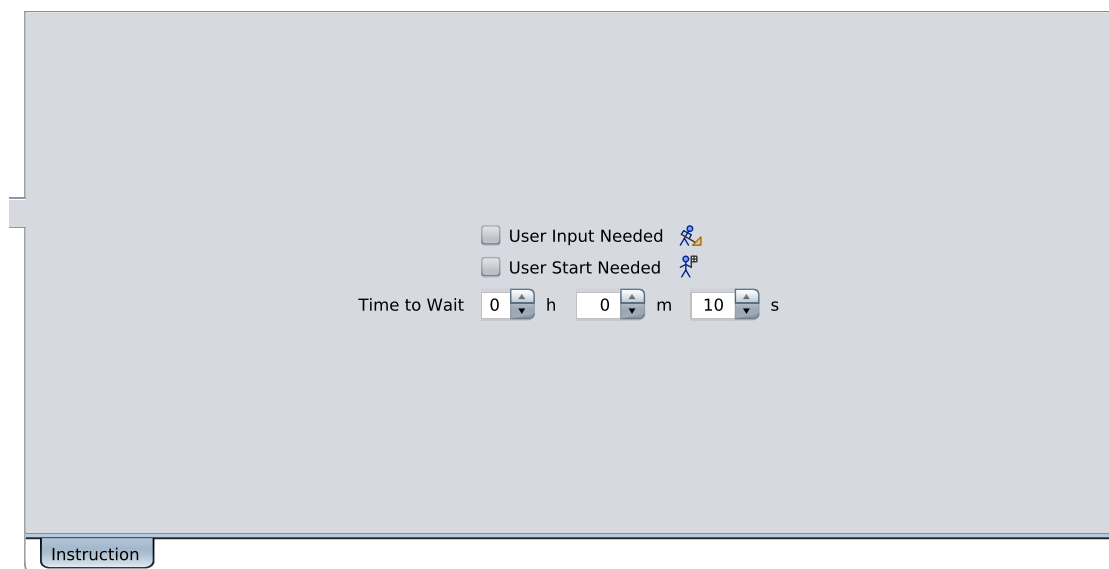 User Input Needed
User Start Needed
Time to Wait 0 h 0 m 10 s
Instruction